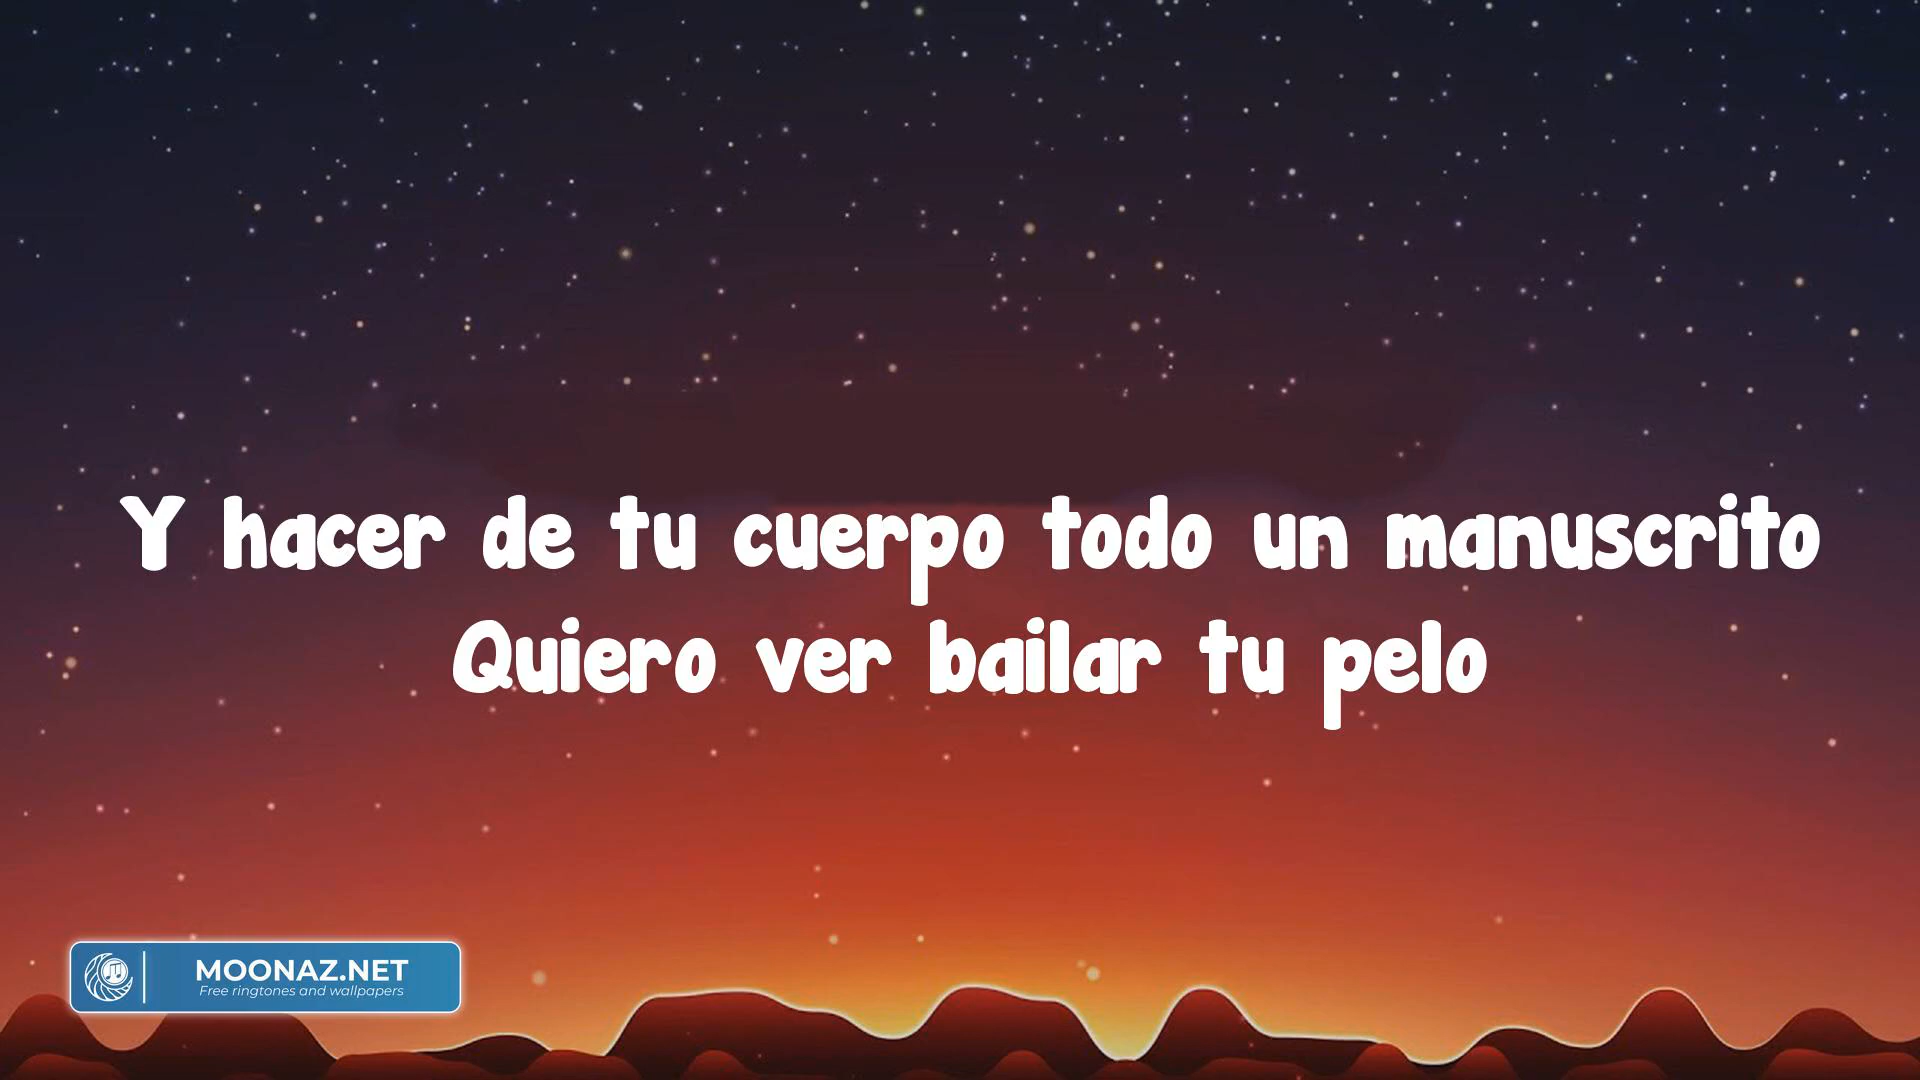 Y hacer de tu cuerpo todo un manuscrito
Quiero ver bailar tu pelo
MOONAZ.NET
Free ringtones and wallpapers